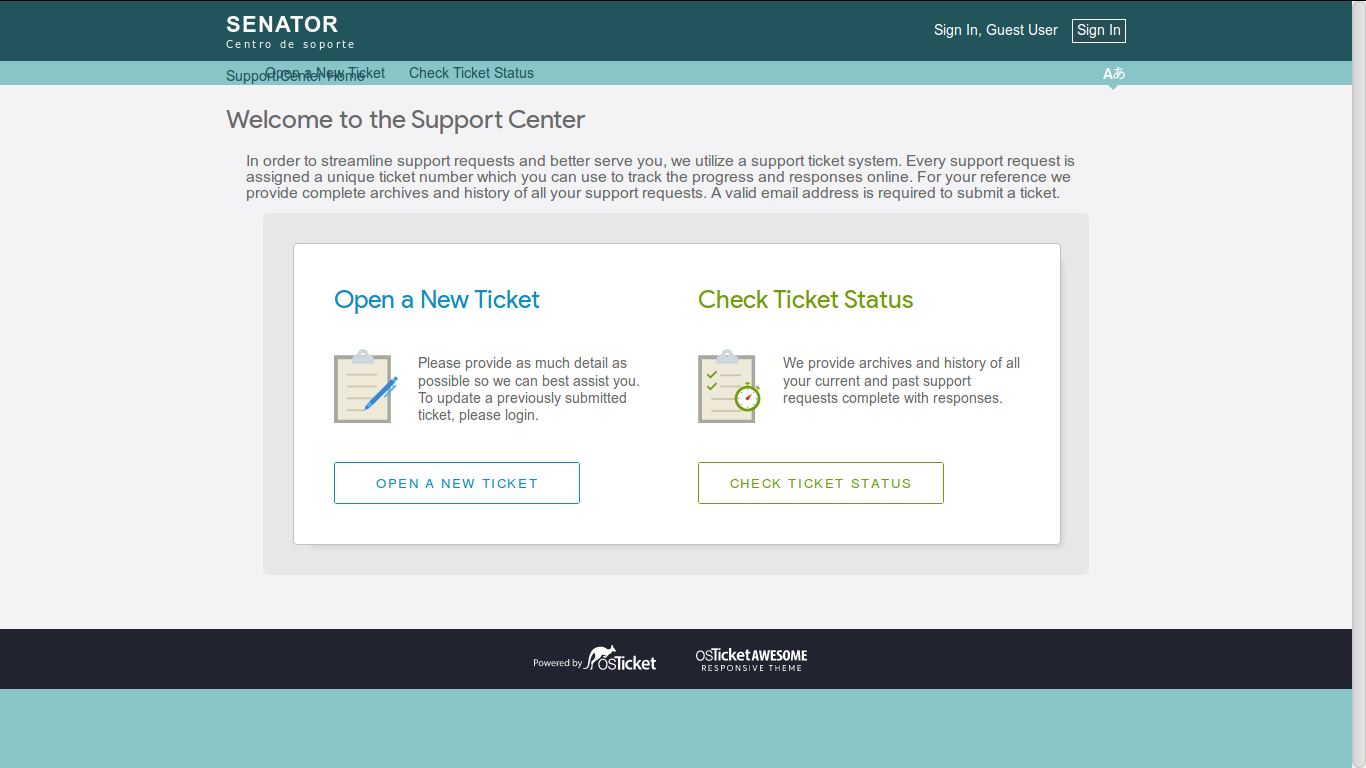 SENATOR
Centro de soporte
Sign In, Guest User
Sign In
Support Center Home
Open a New Ticket
Check Ticket Status
Aあ
Welcome to the Support Center
In order to streamline support requests and better serve you, we utilize a support ticket system. Every support request is
assigned a unique ticket number which you can use to track the progress and responses online. For your reference we
provide complete archives and history of all your support requests. A valid email address is required to submit a ticket.
Open a New Ticket
Please provide as much detail as
possible so we can best assist you.
To update a previously submitted
ticket, please login.
OPEN A NEW TICKET
Check Ticket Status
We provide archives and history of all
your current and past support
requests complete with responses.
CHECK TICKET STATUS
Powered by osTicket
osTicket AWESOME
RESPONSIVE THEME